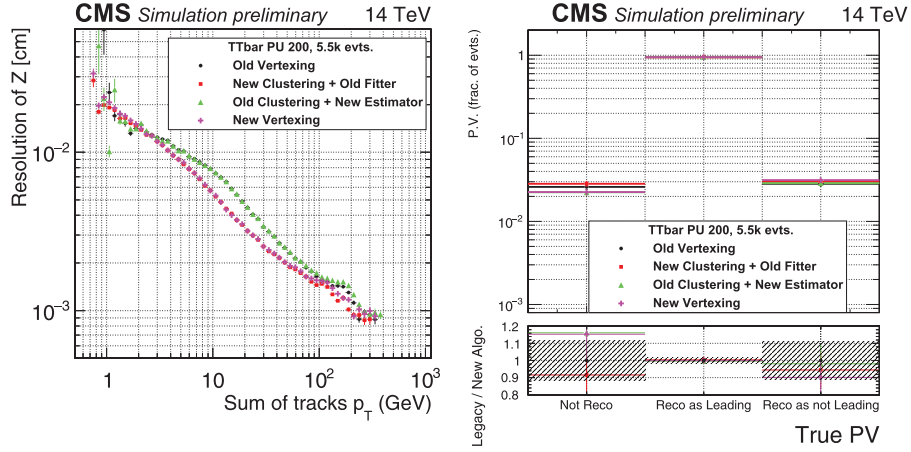 CMS Simulation preliminary 14 TeV
Resolution of Z [cm]
TTbar PU 200, 5.5k evts.
Old Vertexing
New Clustering + Old Fitter
Old Clustering + New Estimator
New Vertexing
10⁻²
10⁻³
1 10 10² 10³
Sum of tracks p_T (GeV)
CMS Simulation preliminary 14 TeV
P.V. (frac. of evts.)
1
10⁻¹
10⁻²
10⁻³
TTbar PU 200, 5.5k evts.
Old Vertexing
New Clustering + Old Fitter
Old Clustering + New Estimator
New Vertexing
Legacy / New Algo.
1.2
1.1
1.0
0.9
0.8
Not Reco Reco as Leading Reco as not Leading
True PV